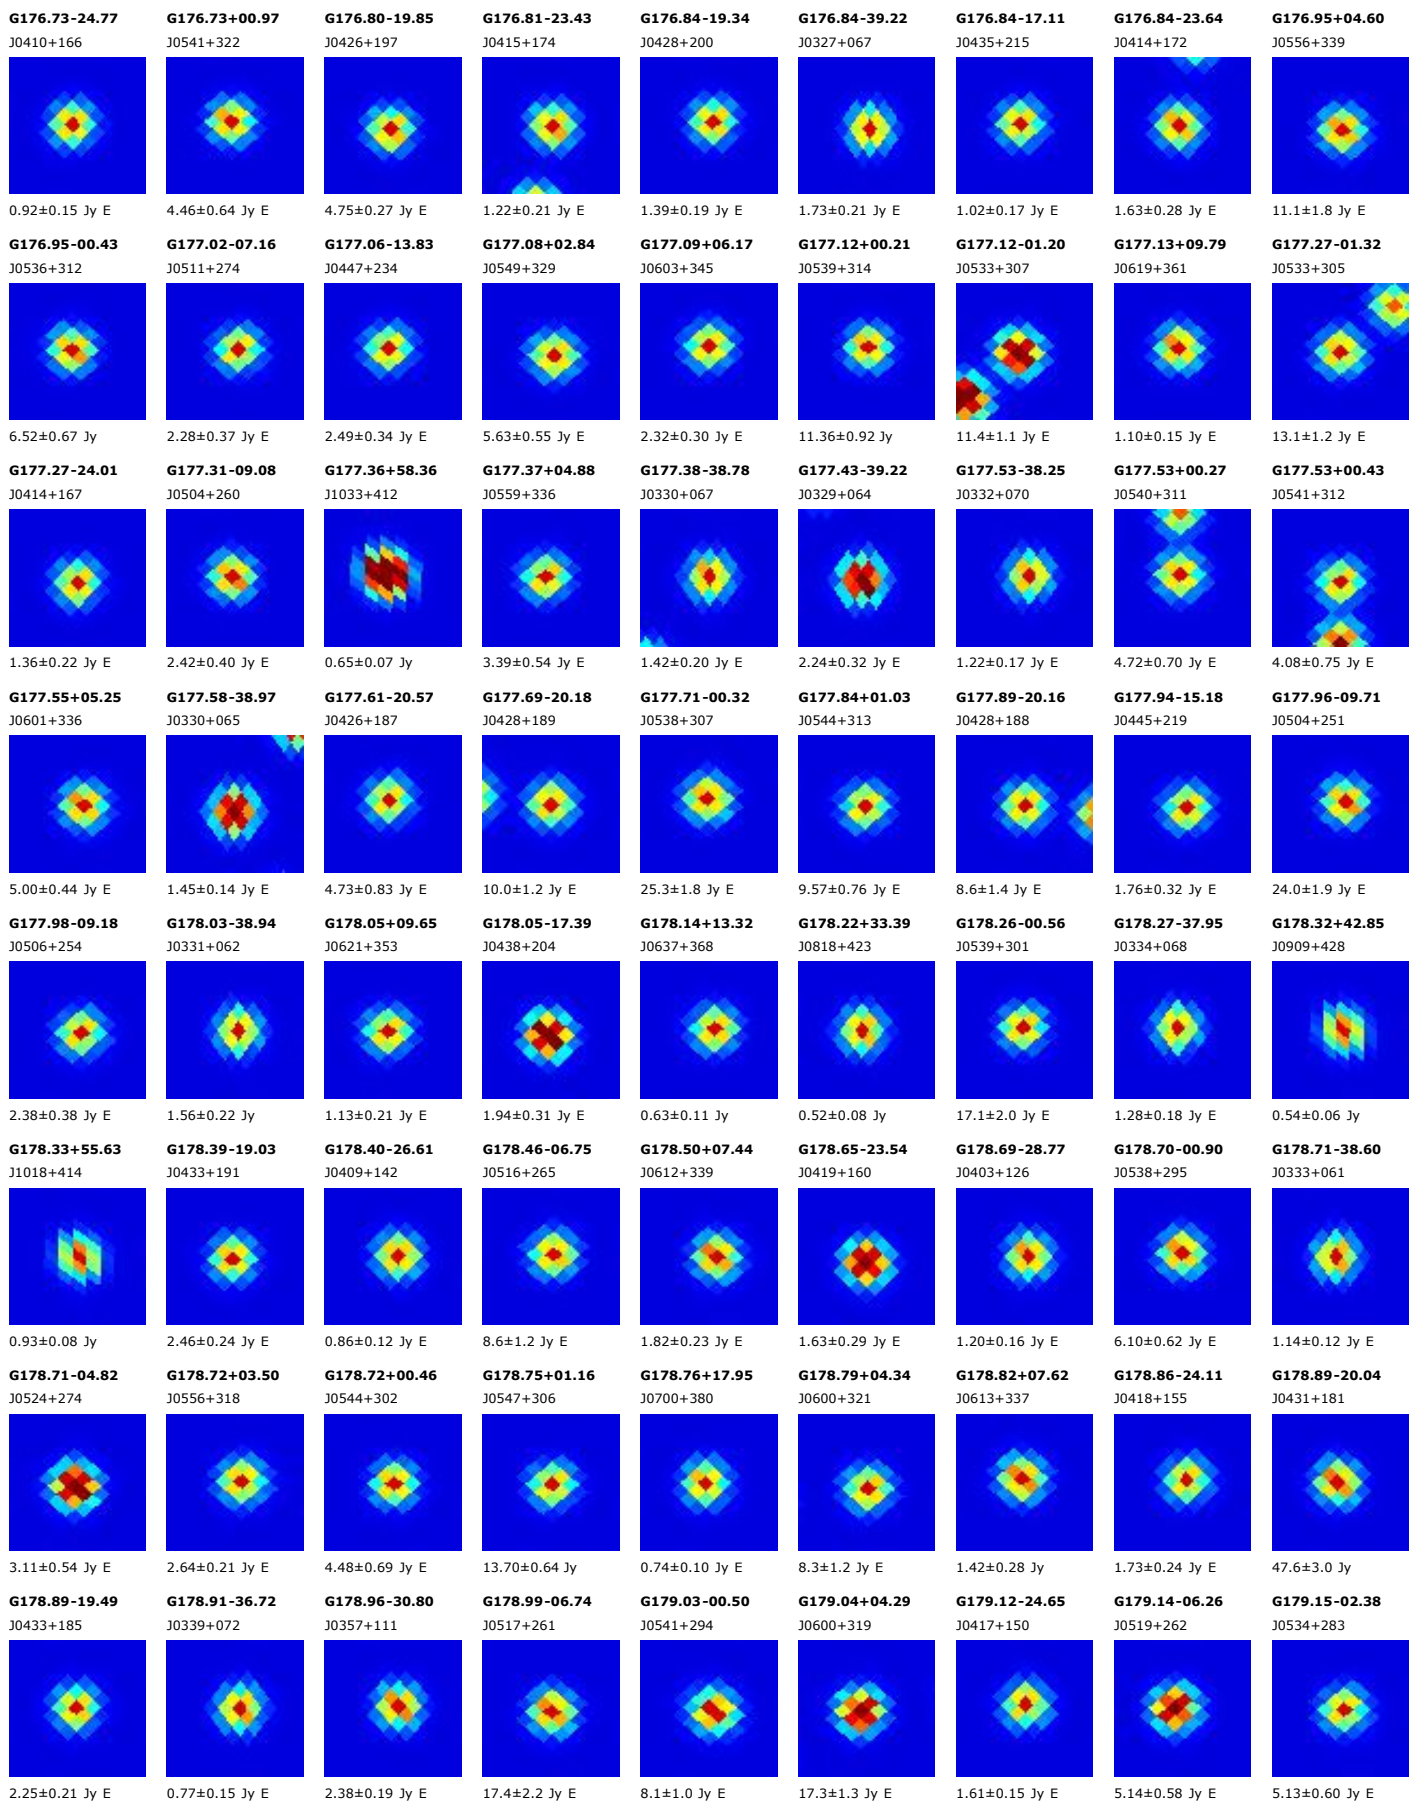 G176.73-24.77 G176.73+00.97 G176.80-19.85 G176.81-23.43 G176.84-19.34 G176.84-39.22 G176.84-17.11 G176.84-23.64 G176.95+04.60
J0410+166 J0541+322 J0426+197 J0415+174 J0428+200 J0327+067 J0435+215 J0414+172 J0556+339
0.92±0.15 Jy E 4.46±0.64 Jy E 4.75±0.27 Jy E 1.22±0.21 Jy E 1.39±0.19 Jy E 1.73±0.21 Jy E 1.02±0.17 Jy E 1.63±0.28 Jy E 11.1±1.8 Jy E
G176.95-00.43 G177.02-07.16 G177.06-13.83 G177.08+02.84 G177.09+06.17 G177.12+00.21 G177.12-01.20 G177.13+09.79 G177.27-01.32
J0536+312 J0511+274 J0447+234 J0549+329 J0603+345 J0539+314 J0533+307 J0619+361 J0533+305
6.52±0.67 Jy 2.28±0.37 Jy E 2.49±0.34 Jy E 5.63±0.55 Jy E 2.32±0.30 Jy E 11.36±0.92 Jy 11.4±1.1 Jy E 1.10±0.15 Jy E 13.1±1.2 Jy E
G177.27-24.01 G177.31-09.08 G177.36+58.36 G177.37+04.88 G177.38-38.78 G177.43-39.22 G177.53-38.25 G177.53+00.27 G177.53+00.43
J0414+167 J0504+260 J1033+412 J0559+336 J0330+067 J0329+064 J0332+070 J0540+311 J0541+312
1.36±0.22 Jy E 2.42±0.40 Jy E 0.65±0.07 Jy 3.39±0.54 Jy E 1.42±0.20 Jy E 2.24±0.32 Jy E 1.22±0.17 Jy E 4.72±0.70 Jy E 4.08±0.75 Jy E
G177.55+05.25 G177.58-38.97 G177.61-20.57 G177.69-20.18 G177.71-00.32 G177.84+01.03 G177.89-20.16 G177.94-15.18 G177.96-09.71
J0601+336 J0330+065 J0426+187 J0428+189 J0538+307 J0544+313 J0428+188 J0445+219 J0504+251
5.00±0.44 Jy E 1.45±0.14 Jy E 4.73±0.83 Jy E 10.0±1.2 Jy E 25.3±1.8 Jy E 9.57±0.76 Jy E 8.6±1.4 Jy E 1.76±0.32 Jy E 24.0±1.9 Jy E
G177.98-09.18 G178.03-38.94 G178.05+09.65 G178.05-17.39 G178.14+13.32 G178.22+33.39 G178.26-00.56 G178.27-37.95 G178.32+42.85
J0506+254 J0331+062 J0621+353 J0438+204 J0637+368 J0818+423 J0539+301 J0334+068 J0909+428
2.38±0.38 Jy E 1.56±0.22 Jy 1.13±0.21 Jy E 1.94±0.31 Jy E 0.63±0.11 Jy 0.52±0.08 Jy 17.1±2.0 Jy E 1.28±0.18 Jy E 0.54±0.06 Jy
G178.33+55.63 G178.39-19.03 G178.40-26.61 G178.46-06.75 G178.50+07.44 G178.65-23.54 G178.69-28.77 G178.70-00.90 G178.71-38.60
J1018+414 J0433+191 J0409+142 J0516+265 J0612+339 J0419+160 J0403+126 J0538+295 J0333+061
0.93±0.08 Jy 2.46±0.24 Jy E 0.86±0.12 Jy E 8.6±1.2 Jy E 1.82±0.23 Jy E 1.63±0.29 Jy E 1.20±0.16 Jy E 6.10±0.62 Jy E 1.14±0.12 Jy E
G178.71-04.82 G178.72+03.50 G178.72+00.46 G178.75+01.16 G178.76+17.95 G178.79+04.34 G178.82+07.62 G178.86-24.11 G178.89-20.04
J0524+274 J0556+318 J0544+302 J0547+306 J0700+380 J0600+321 J0613+337 J0418+155 J0431+181
3.11±0.54 Jy E 2.64±0.21 Jy E 4.48±0.69 Jy E 13.70±0.64 Jy 0.74±0.10 Jy E 8.3±1.2 Jy E 1.42±0.28 Jy 1.73±0.24 Jy E 47.6±3.0 Jy
G178.89-19.49 G178.91-36.72 G178.96-30.80 G178.99-06.74 G179.03-00.50 G179.04+04.29 G179.12-24.65 G179.14-06.26 G179.15-02.38
J0433+185 J0339+072 J0357+111 J0517+261 J0541+294 J0600+319 J0417+150 J0519+262 J0534+283
2.25±0.21 Jy E 0.77±0.15 Jy E 2.38±0.19 Jy E 17.4±2.2 Jy E 8.1±1.0 Jy E 17.3±1.3 Jy E 1.61±0.15 Jy E 5.14±0.58 Jy E 5.13±0.60 Jy E